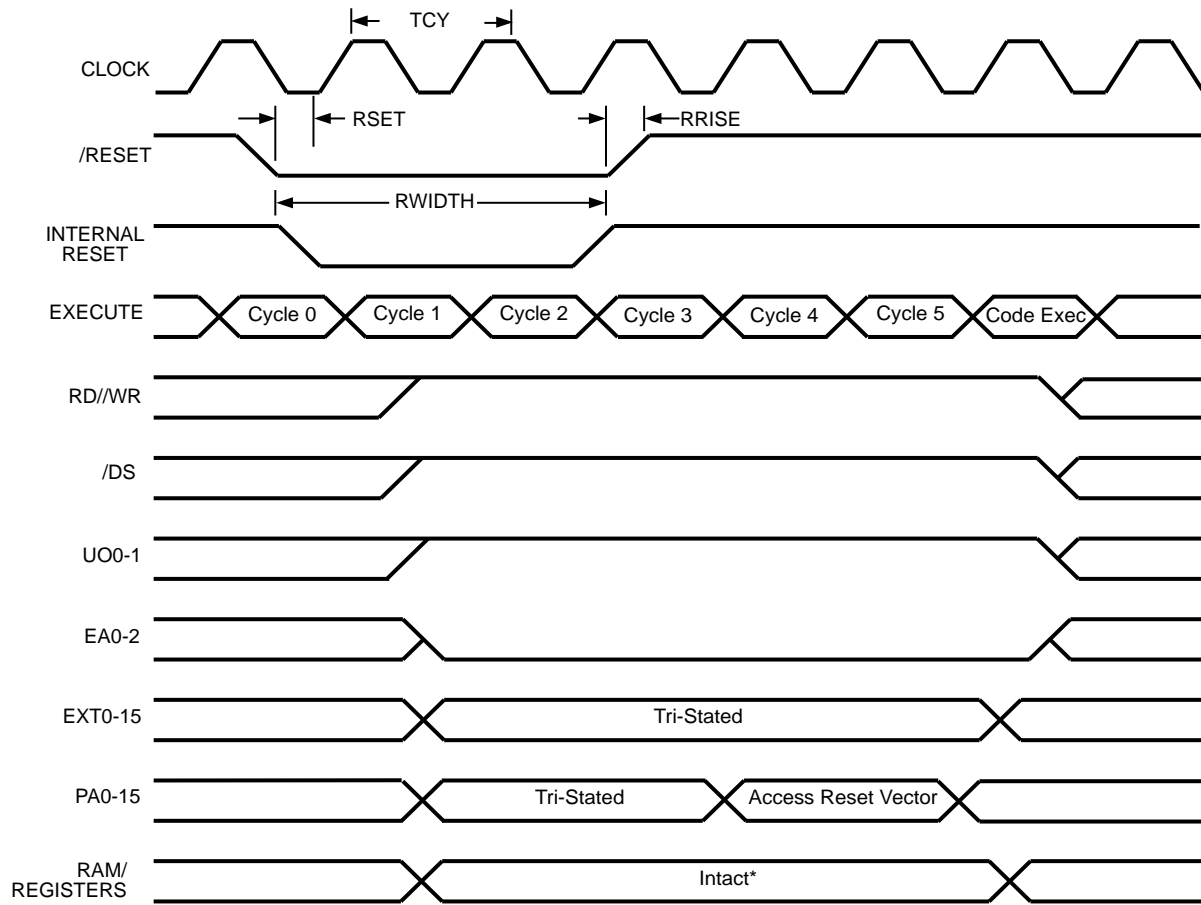 TCY
CLOCK
RSET
RRISE
/RESET
RWIDTH
INTERNAL
RESET
EXECUTE
Cycle 0
Cycle 1
Cycle 2
Cycle 3
Cycle 4
Cycle 5
Code Exec
RD//WR
/DS
UO0-1
EA0-2
EXT0-15
Tri-Stated
PA0-15
Tri-Stated
Access Reset Vector
RAM/
REGISTERS
Intact*